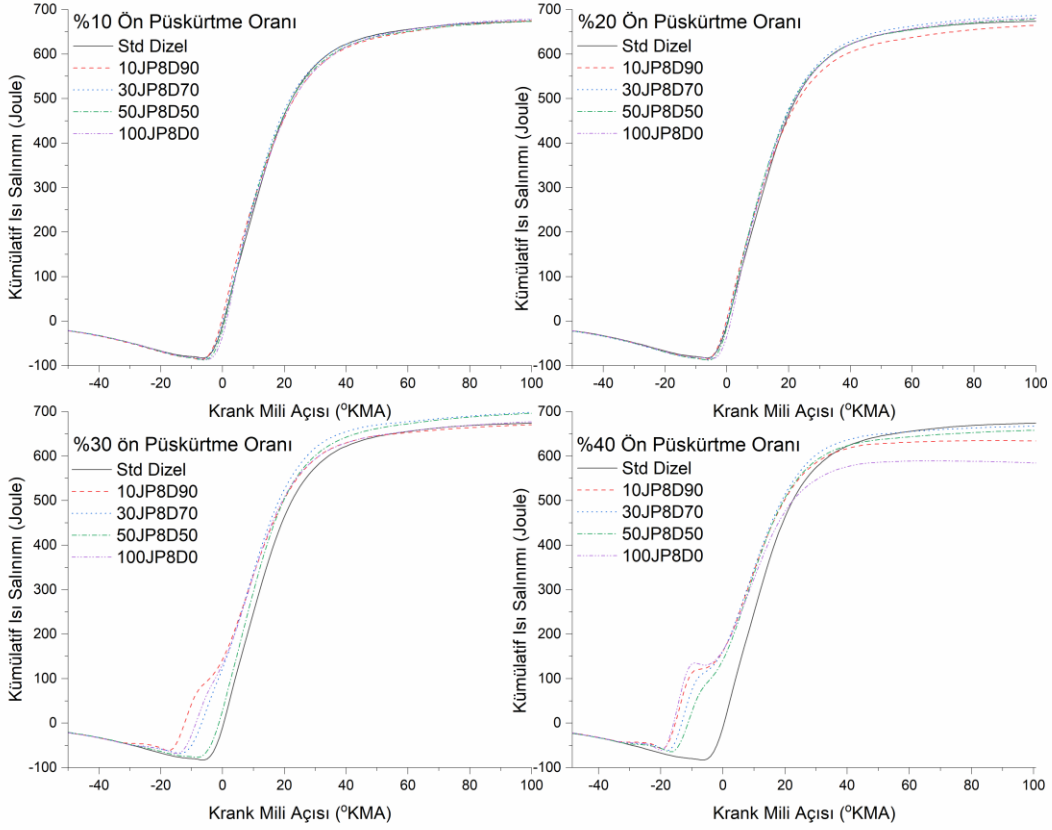 %10 Ön Püskürtme Oranı
Std Dizel
10JP8D90
30JP8D70
50JP8D50
100JP8D0
Kümülatif Isı Salınımı (Joule)
700
600
500
400
300
200
100
0
-100
-40 -20 0 20 40 60 80 100
Krank Mili Açısı (°KMA)
%20 Ön Püskürtme Oranı
Std Dizel
10JP8D90
30JP8D70
50JP8D50
100JP8D0
Kümülatif Isı Salınımı (Joule)
700
600
500
400
300
200
100
0
-100
-40 -20 0 20 40 60 80 100
Krank Mili Açısı (°KMA)
%30 ön Püskürtme Oranı
Std Dizel
10JP8D90
30JP8D70
50JP8D50
100JP8D0
Kümülatif Isı Salınımı (Joule)
700
600
500
400
300
200
100
0
-100
-40 -20 0 20 40 60 80 100
Krank Mili Açısı (°KMA)
%40 Ön Püskürtme Oranı
Std Dizel
10JP8D90
30JP8D70
50JP8D50
100JP8D0
Kümülatif Isı Salınımı (Joule)
700
600
500
400
300
200
100
0
-100
-40 -20 0 20 40 60 80 100
Krank Mili Açısı (°KMA)